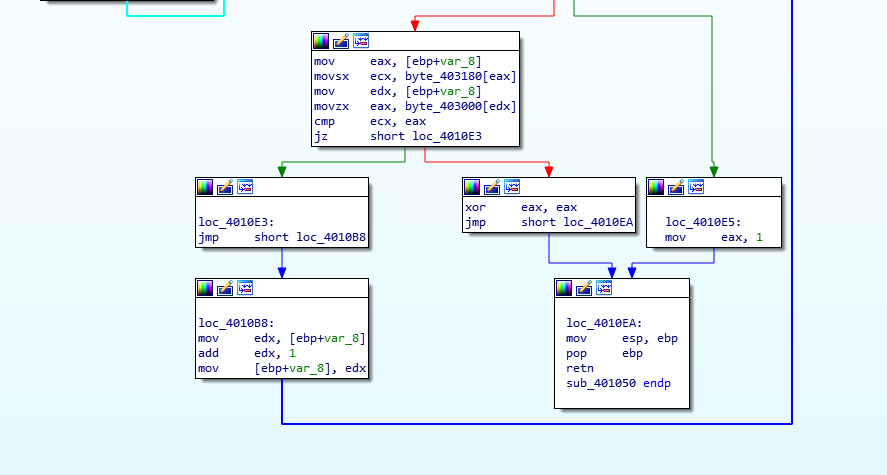 mov     eax, [ebp+var_8]
movsx   ecx, byte_403180[eax]
mov     edx, [ebp+var_8]
movzx   eax, byte_403000[edx]
cmp     ecx, eax
jz      short loc_4010E3
loc_4010E3:
jmp     short loc_4010B8
xor     eax, eax
jmp     short loc_4010EA
loc_4010E5:
mov     eax, 1
loc_4010B8:
mov     edx, [ebp+var_8]
add     edx, 1
mov     [ebp+var_8], edx
loc_4010EA:
mov     esp, ebp
pop     ebp
retn
sub_401050 endp